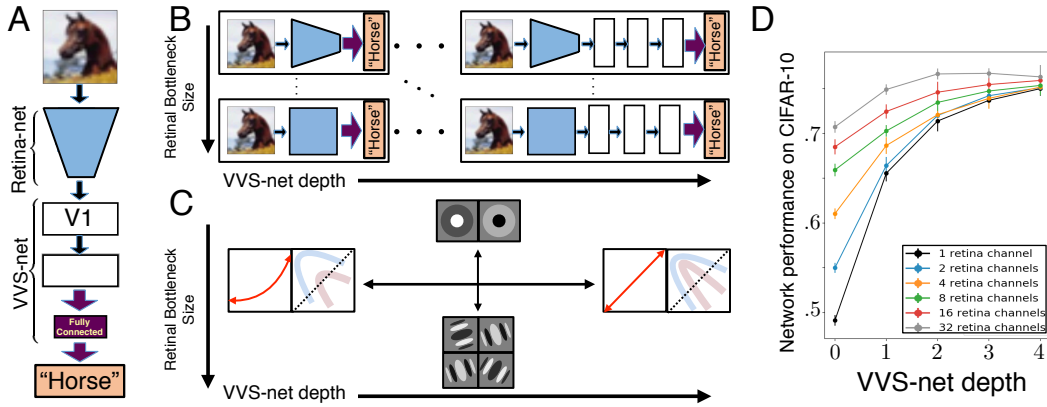 A
Retina-net
VVS-net
V1
Fully
Connected
“Horse”
B
Retinal Bottleneck
Size
“Horse”
“Horse”
“Horse”
“Horse”
VVS-net depth
C
Retinal Bottleneck
Size
VVS-net depth
D
Network performance on CIFAR-10
.7
.6
.5
1 retina channel
2 retina channels
4 retina channels
8 retina channels
16 retina channels
32 retina channels
0 1 2 3 4
VVS-net depth